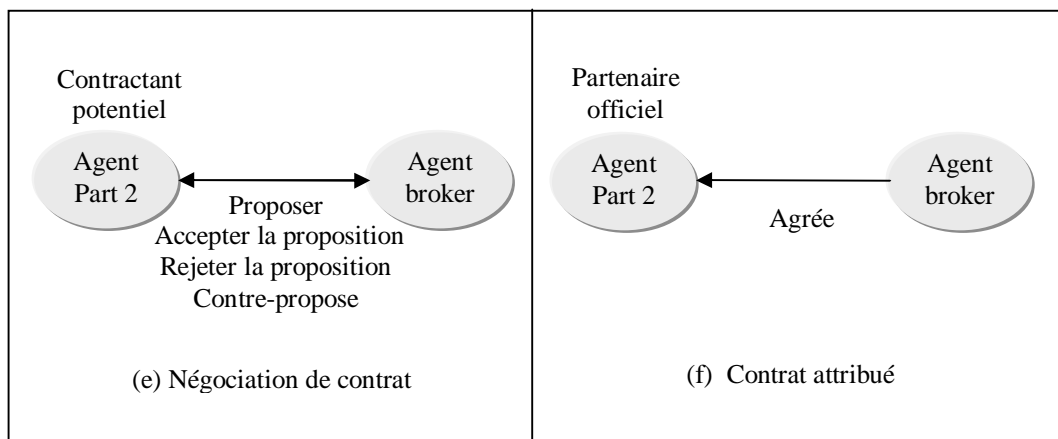 Contractant
potentiel
Agent
Part 2
Agent
broker
Proposer
Accepter la proposition
Rejeter la proposition
Contre-propose
(e) Négociation de contrat
Partenaire
officiel
Agent
Part 2
Agent
broker
Agrée
(f) Contrat attribué